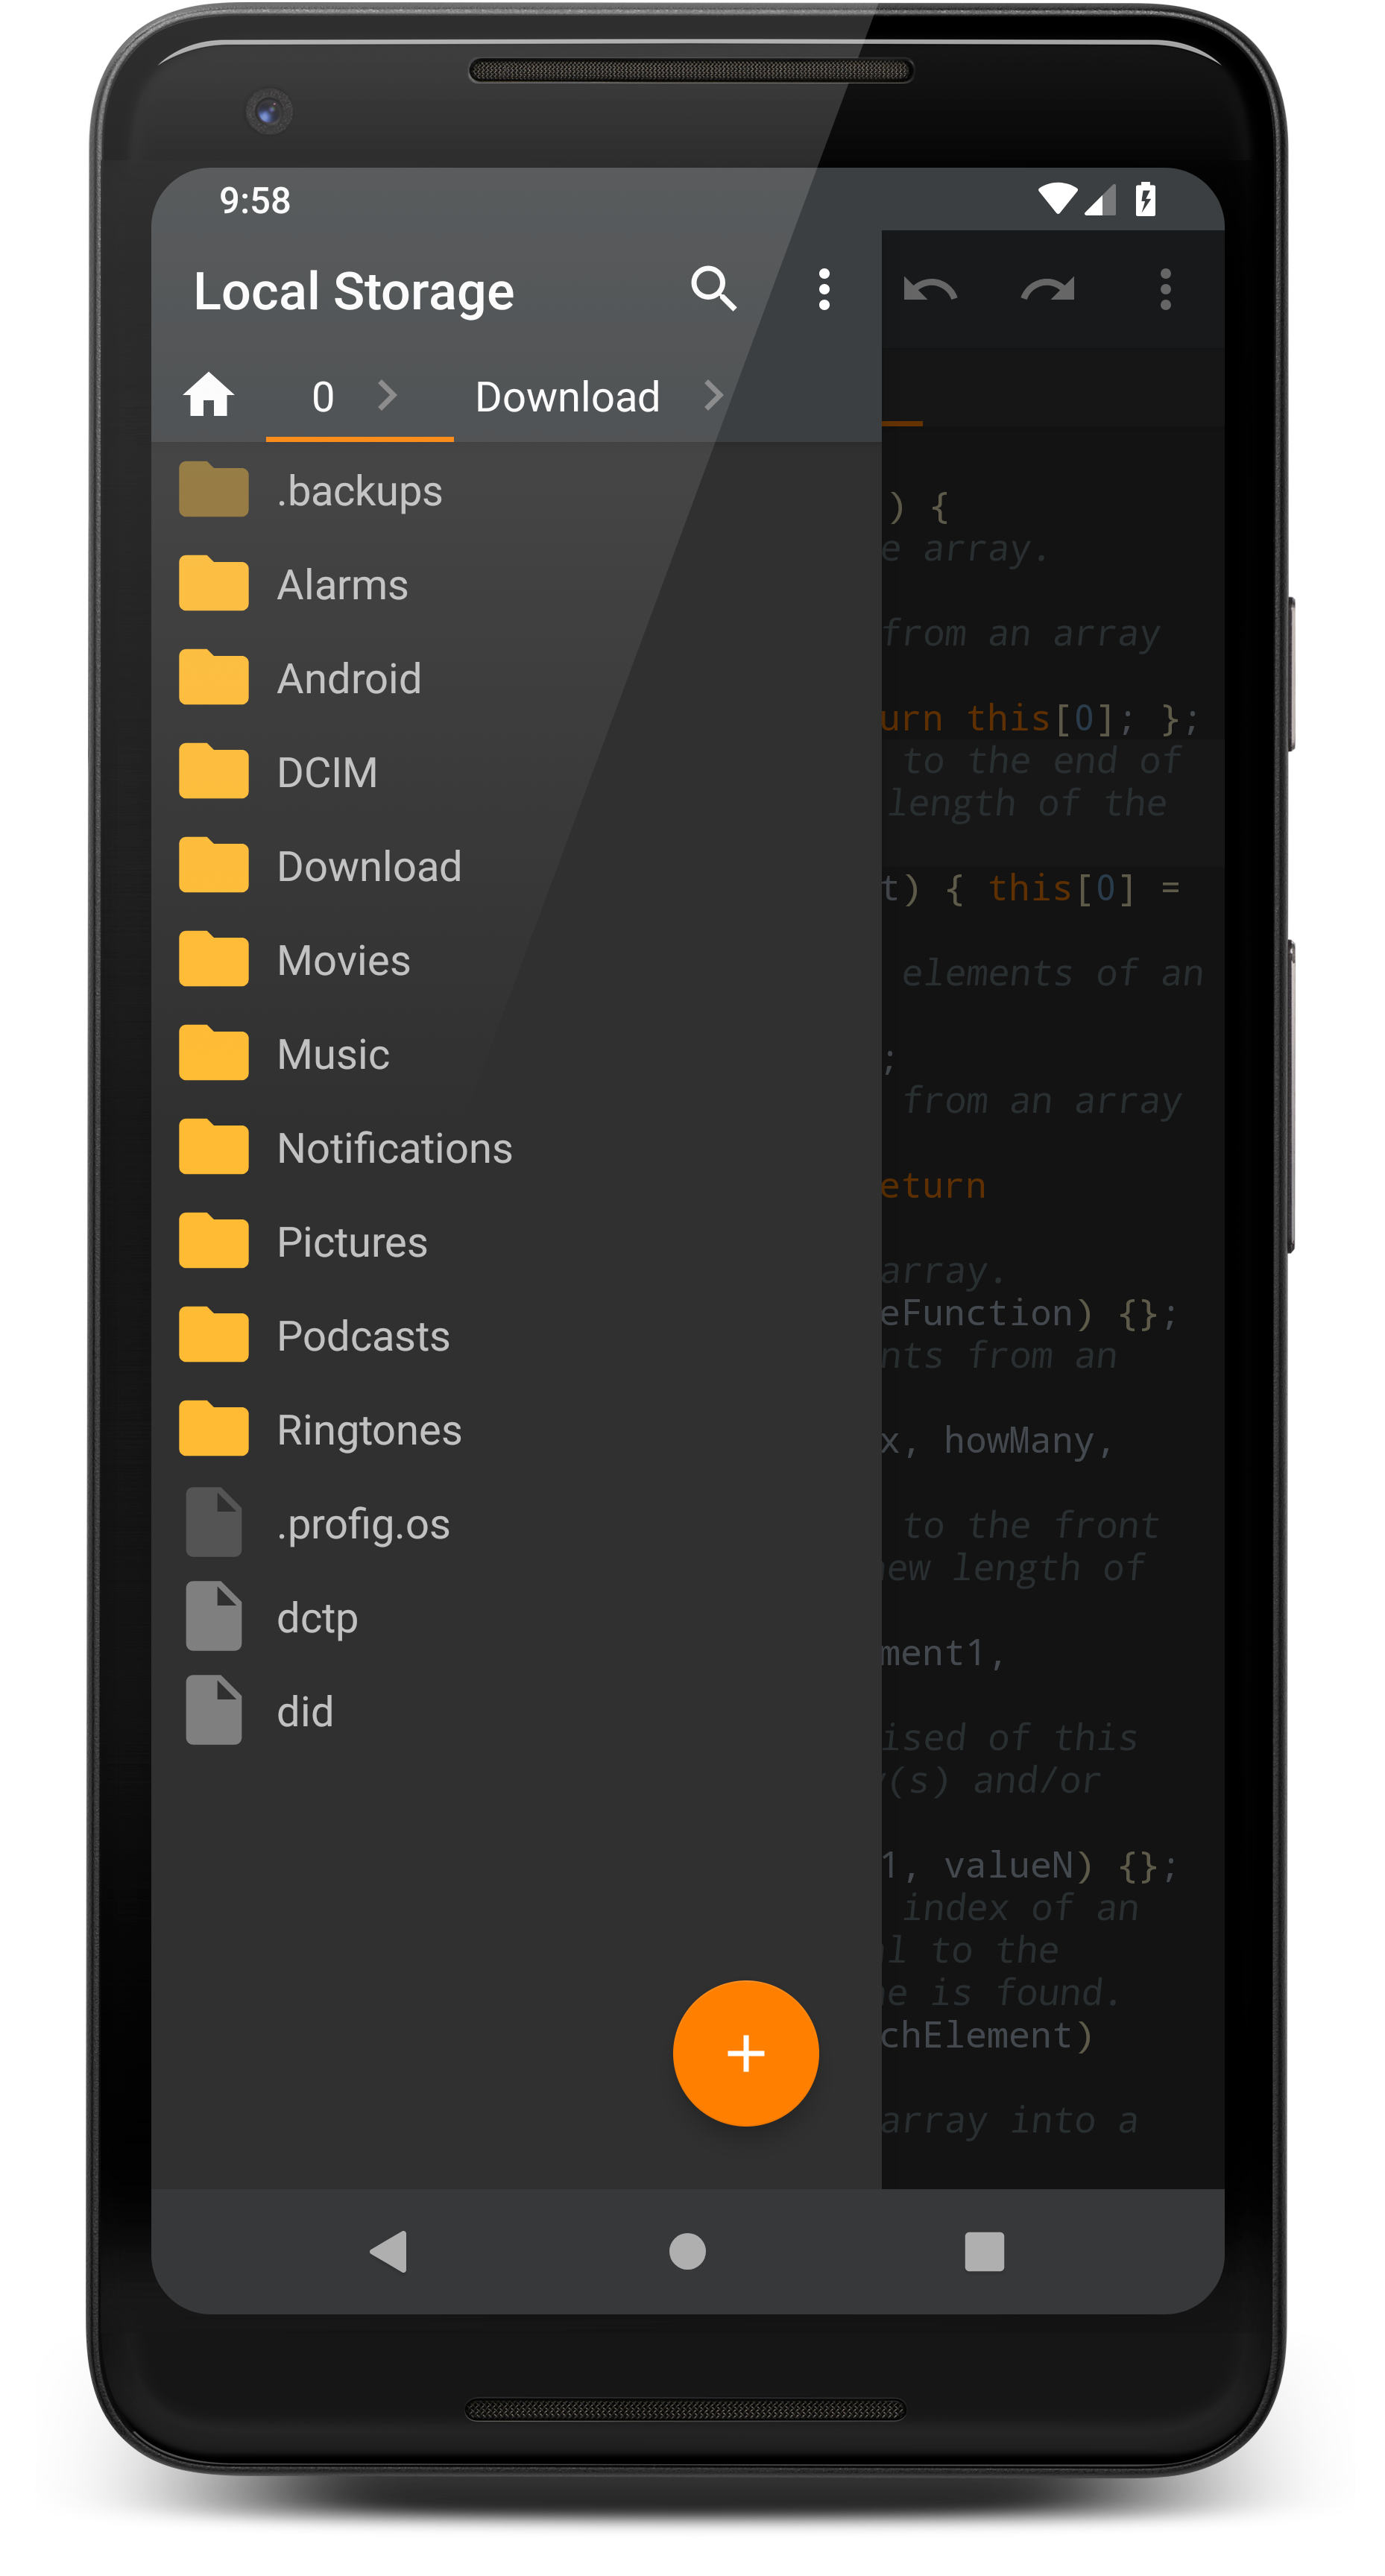 9:58
Local Storage
0 Download
.backups
Alarms
Android
DCIM
Download
Movies
Music
Notifications
Pictures
Podcasts
Ringtones
.profig.os
dctp
did
) {
e array.
from an array
urn this[0]; };
to the end of
length of the
t) { this[0] =
elements of an
;
from an array
eturn
array.
eFunction) {};
nts from an
x, howMany,
to the front
ew length of
ment1,
ised of this
(s) and/or
1, valueN) {};
index of an
l to the
e is found.
chElement)
array into a